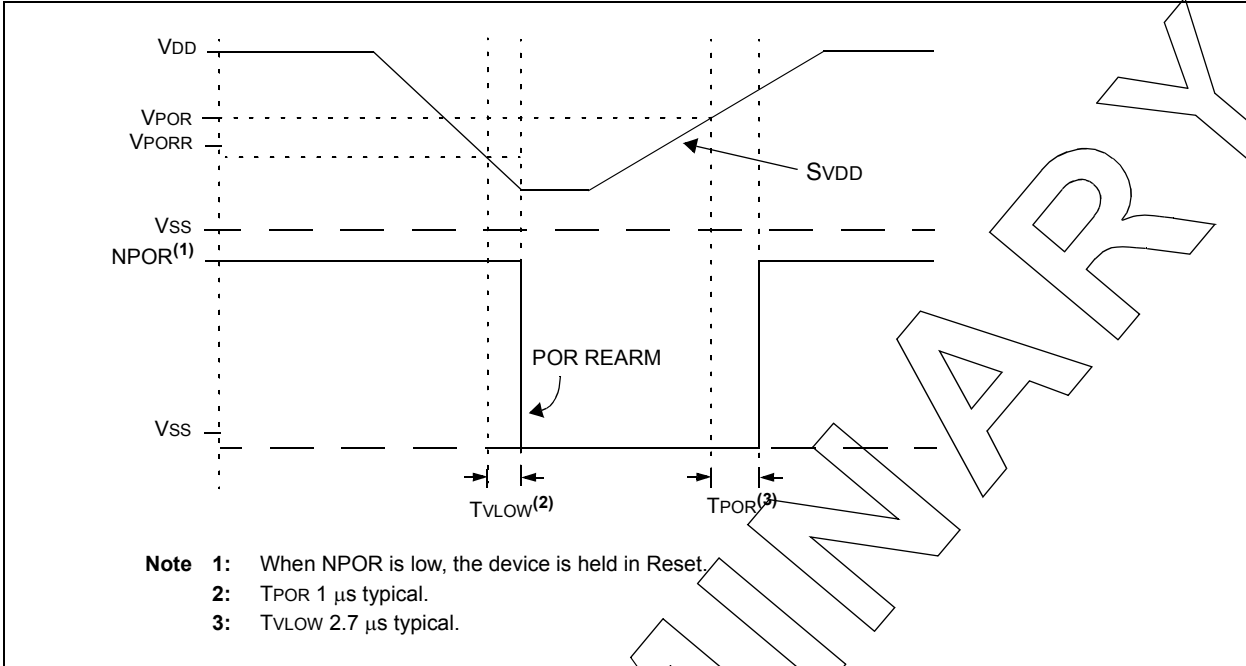 VDD
VPOR
VPORR
SVDD
VSS
NPOR(1)
POR REARM
VSS
TVLOW(2)
TPOR(3)
Note 1: When NPOR is low, the device is held in Reset.
2: TPOR 1 μs typical.
3: TVLOW 2.7 μs typical.
INARY